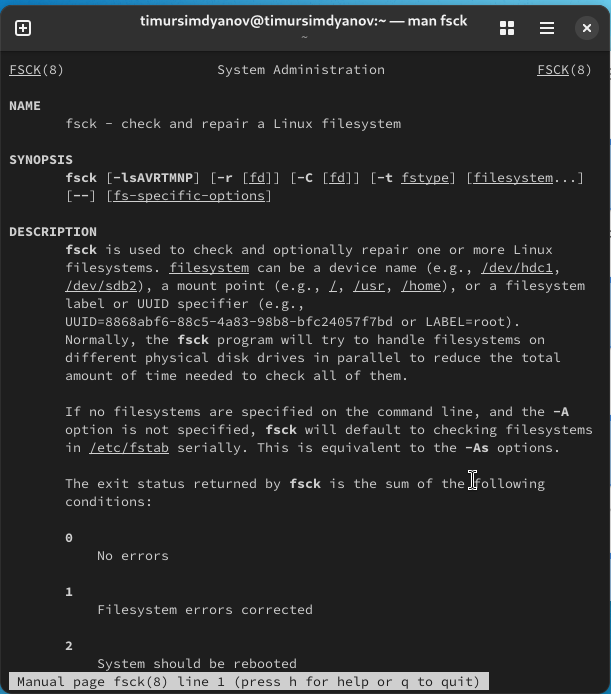 timursimdyanov@timursimdyanov:~ — man fsck
~
FSCK(8) System Administration FSCK(8)
NAME
fsck - check and repair a Linux filesystem
SYNOPSIS
fsck [-lsAVRTMNP] [-r [fd]] [-C [fd]] [-t fstype] [filesystem...]
[--] [fs-specific-options]
DESCRIPTION
fsck is used to check and optionally repair one or more Linux
filesystems. filesystem can be a device name (e.g., /dev/hdc1,
/dev/sdb2), a mount point (e.g., /, /usr, /home), or a filesystem
label or UUID specifier (e.g.,
UUID=8868abf6-88c5-4a83-98b8-bfc24057f7bd or LABEL=root).
Normally, the fsck program will try to handle filesystems on
different physical disk drives in parallel to reduce the total
amount of time needed to check all of them.
If no filesystems are specified on the command line, and the -A
option is not specified, fsck will default to checking filesystems
in /etc/fstab serially. This is equivalent to the -As options.
The exit status returned by fsck is the sum of the following
conditions:
0
No errors
1
Filesystem errors corrected
2
System should be rebooted
Manual page fsck(8) line 1 (press h for help or q to quit)